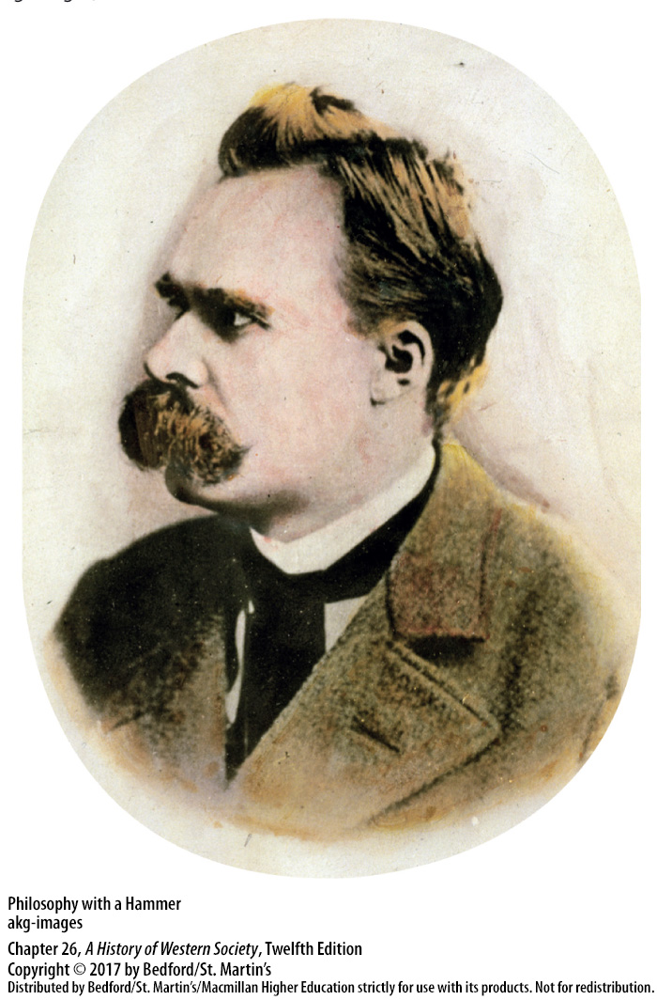 Philosophy with a Hammer
akg-images
Chapter 26, A History of Western Society, Twelfth Edition
Copyright © 2017 by Bedford/St. Martin’s
Distributed by Bedford/St. Martin’s/Macmillan Higher Education strictly for use with its products. Not for redistribution.